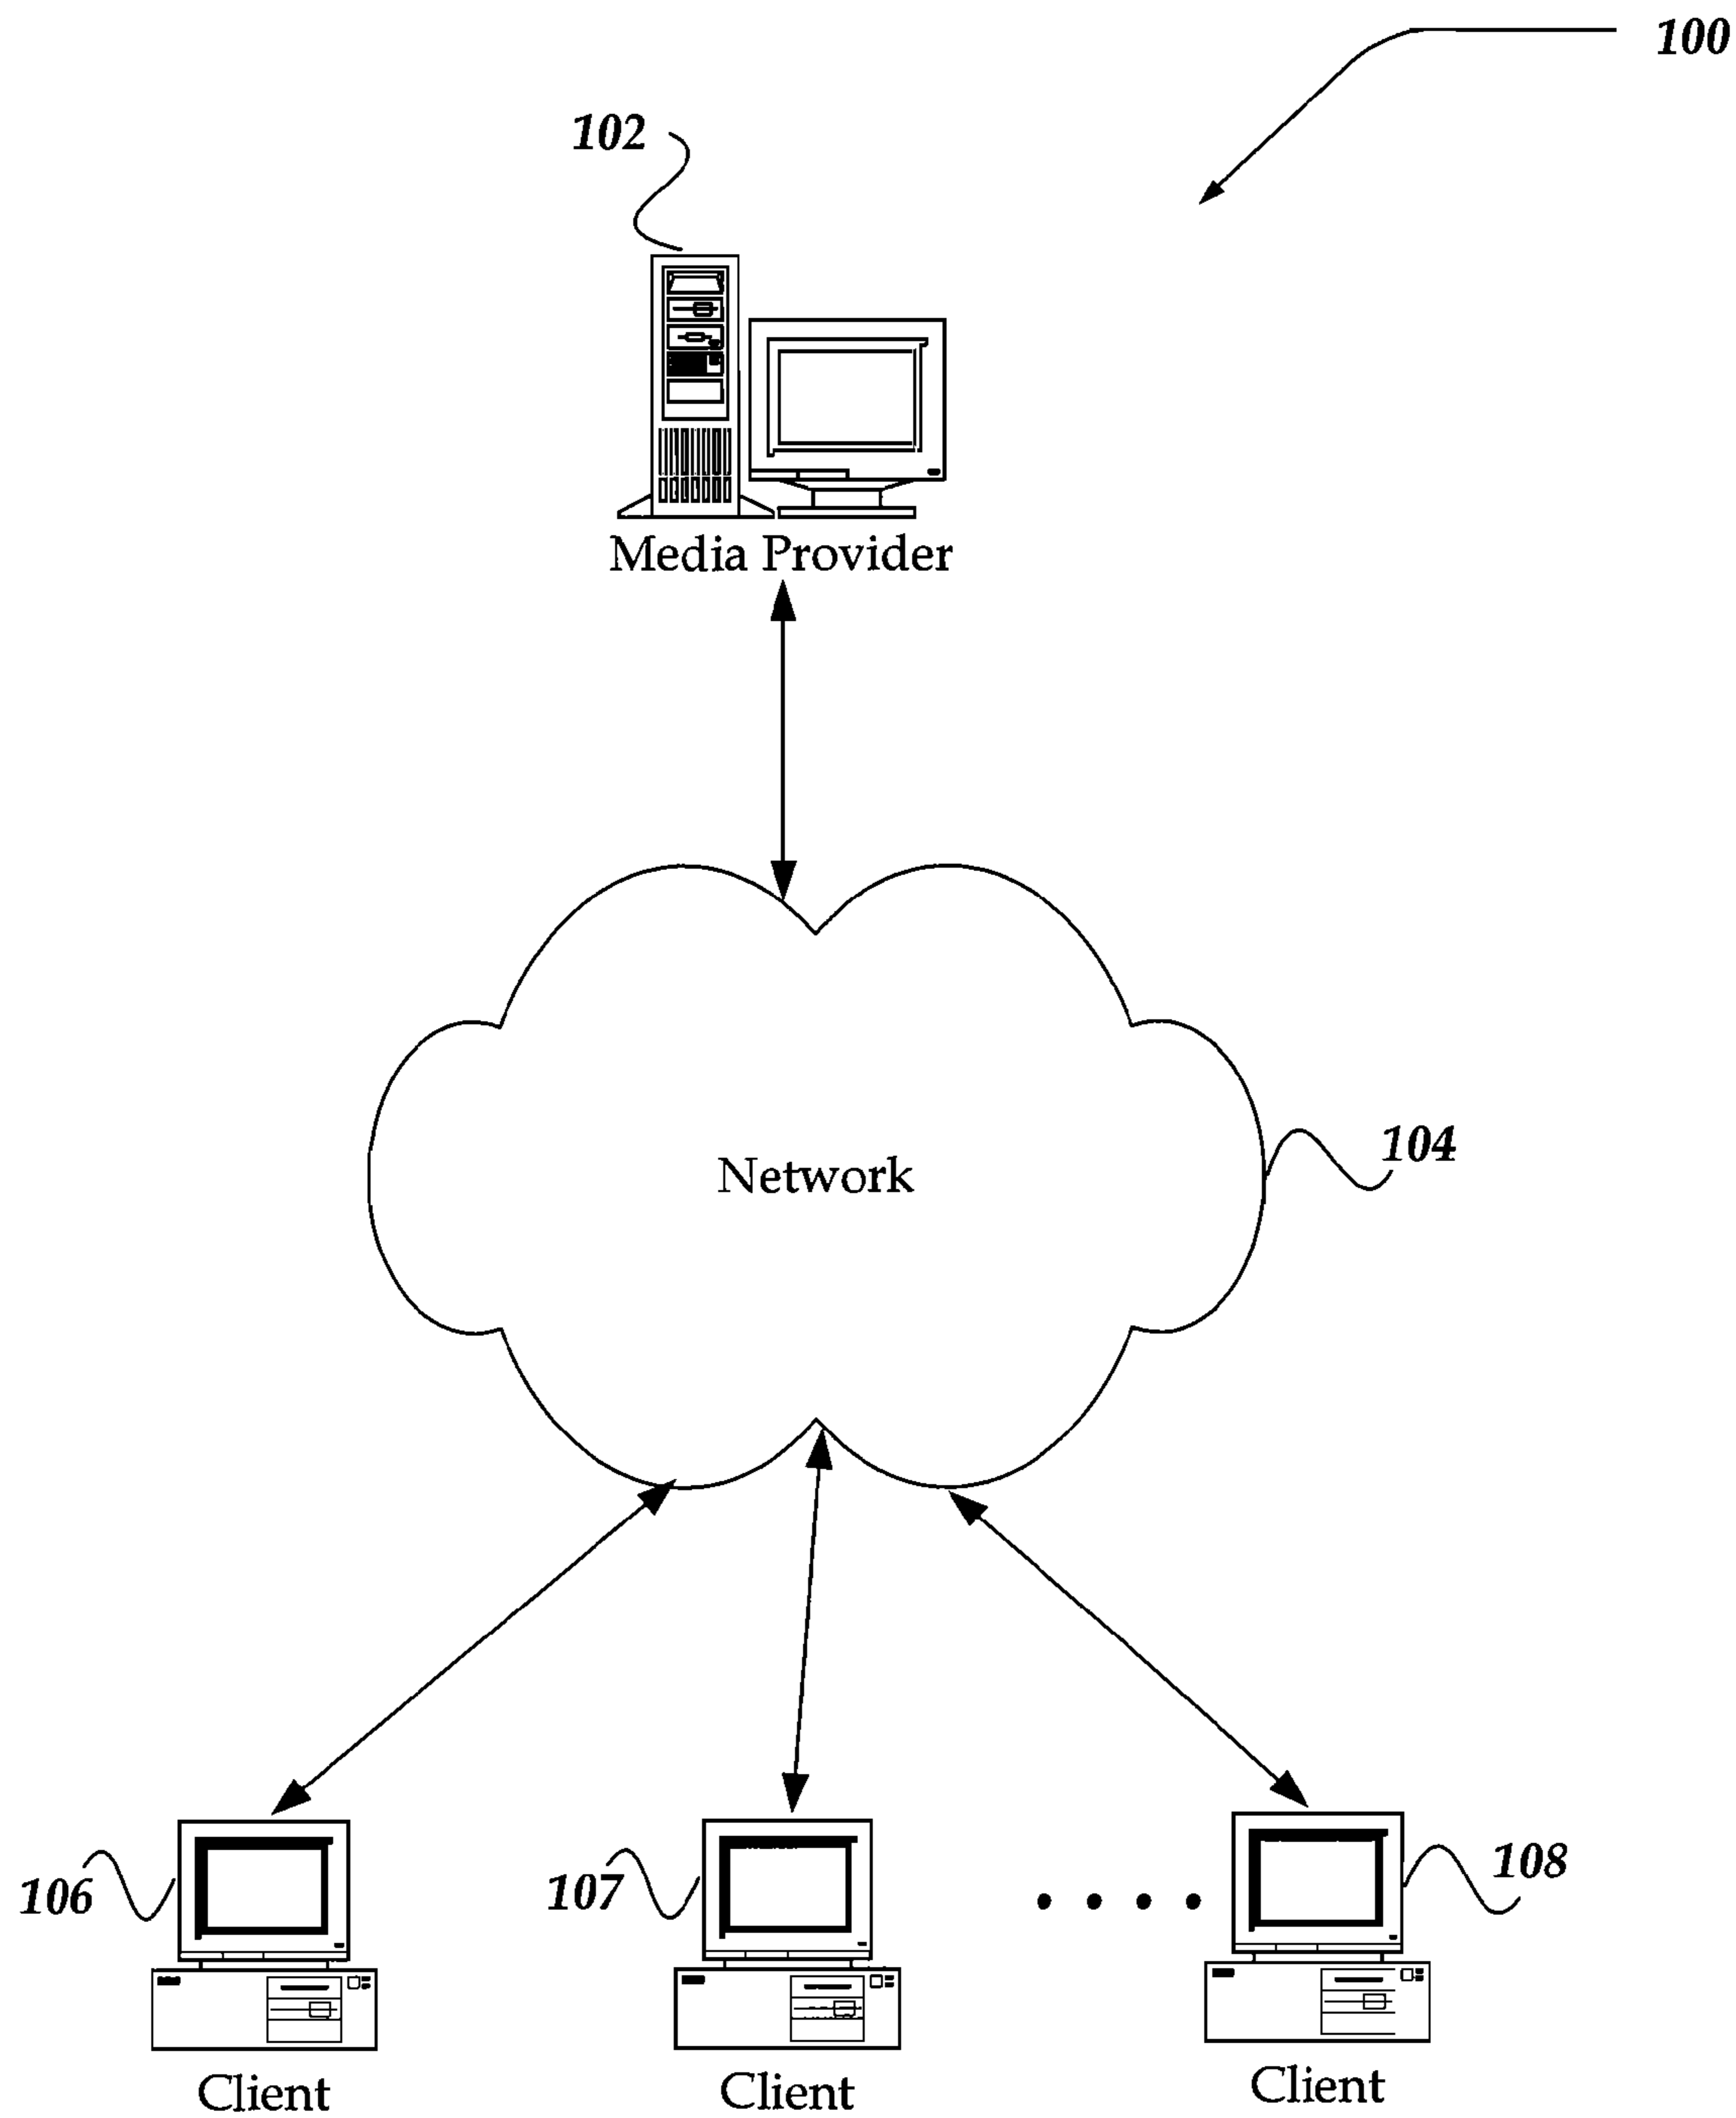 100
102
Media Provider
Network
104
106
107
108
Client
Client
Client